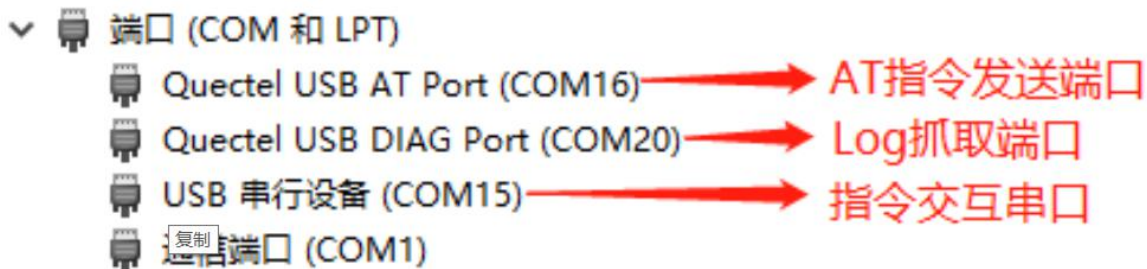 端口 (COM 和 LPT)
Quectel USB AT Port (COM16) AT指令发送端口
Quectel USB DIAG Port (COM20) Log抓取端口
USB 串行设备 (COM15) 指令交互串口
复制
通信端口 (COM1)